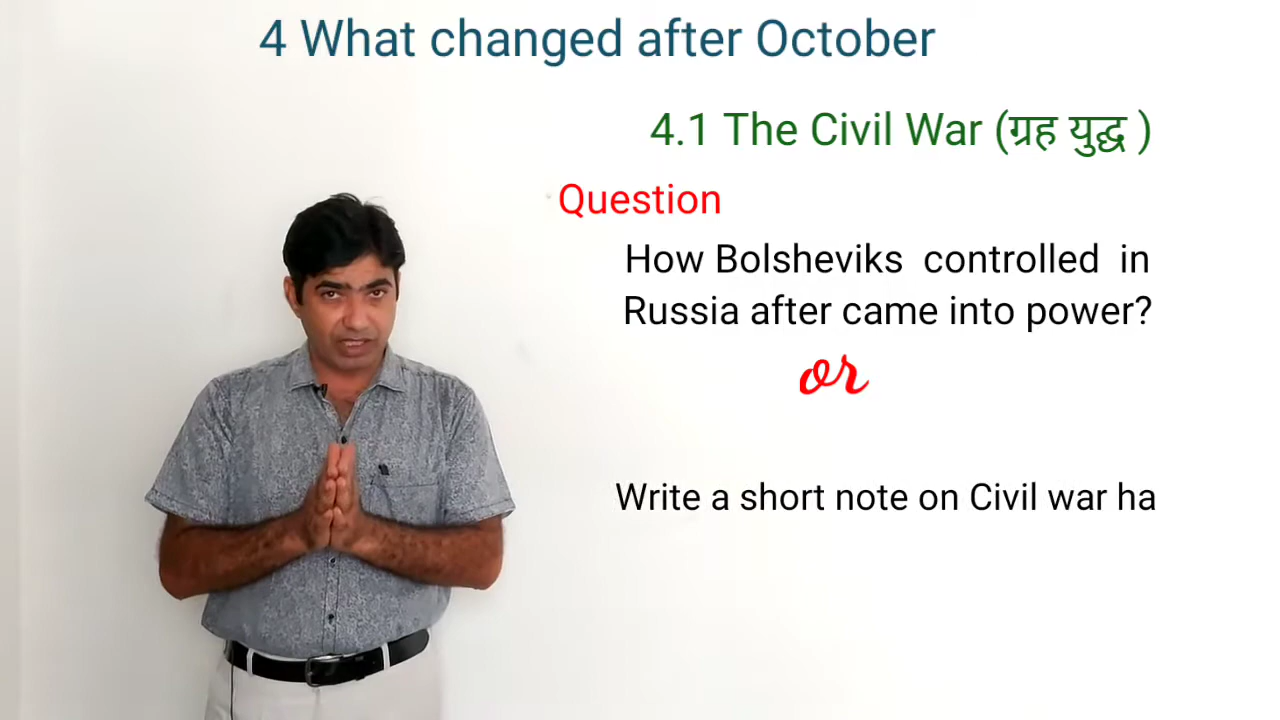 4 What changed after October
4.1 The Civil War (ग्रह युद्ध )
Question
How Bolsheviks controlled in
Russia after came into power?
or
Write a short note on Civil war ha